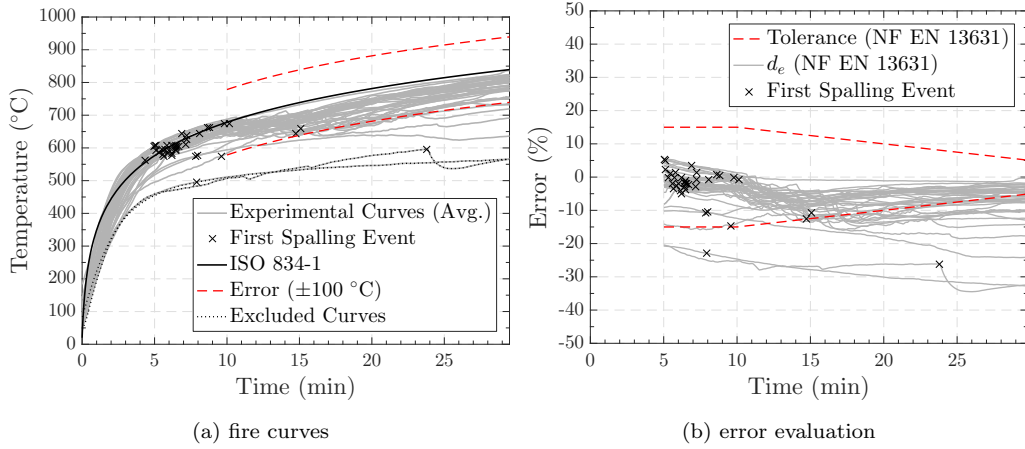 1000
900
800
700
600
500
400
300
200
100
0
Temperature (°C)
0 5 10 15 20 25
Time (min)
Experimental Curves (Avg.)
First Spalling Event
ISO 834-1
Error (±100 °C)
Excluded Curves
(a) fire curves
50
40
30
20
10
0
-10
-20
-30
-40
-50
Error (%)
0 5 10 15 20 25
Time (min)
Tolerance (NF EN 13631)
d_e (NF EN 13631)
First Spalling Event
(b) error evaluation